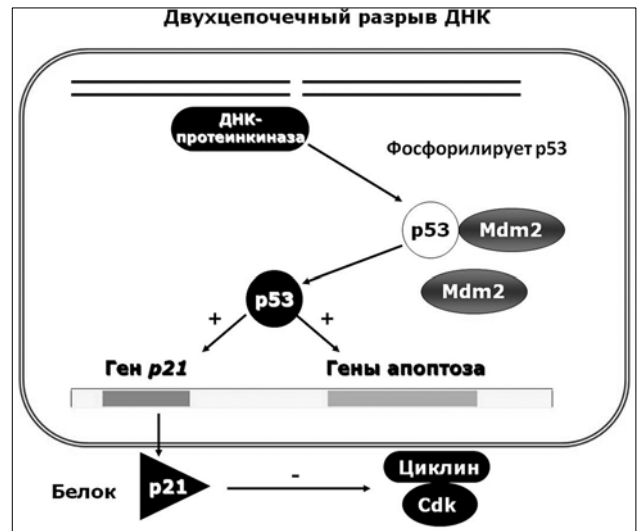 Двухцепочечный разрыв ДНК
ДНК-
протеинкиназа
Фосфорилирует p53
p53
Mdm2
Mdm2
p53
+
+
Ген p21
Гены апоптоза
Белок
p21
-
Циклин
Cdk